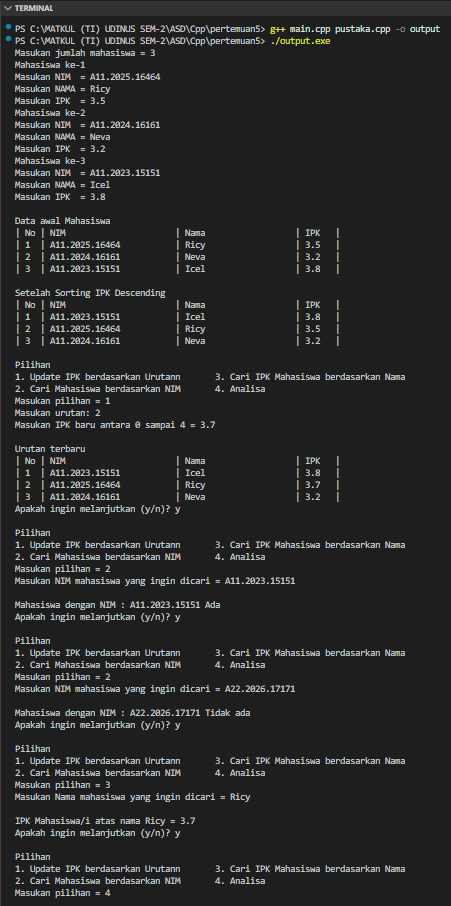 TERMINAL
PS C:\MATKUL (TI) UDINUS SEM-2\ASD\Cpp\pertemuan5> g++ main.cpp pustaka.cpp -o output
PS C:\MATKUL (TI) UDINUS SEM-2\ASD\Cpp\pertemuan5> ./output.exe
Masukan jumlah mahasiswa = 3
Mahasiswa ke-1
Masukan NIM  = A11.2025.16464
Masukan NAMA = Ricy
Masukan IPK  = 3.5
Mahasiswa ke-2
Masukan NIM  = A11.2024.16161
Masukan NAMA = Neva
Masukan IPK  = 3.2
Mahasiswa ke-3
Masukan NIM  = A11.2023.15151
Masukan NAMA = Icel
Masukan IPK  = 3.8

Data awal Mahasiswa
| No | NIM | Nama | IPK |
| 1 | A11.2025.16464 | Ricy | 3.5 |
| 2 | A11.2024.16161 | Neva | 3.2 |
| 3 | A11.2023.15151 | Icel | 3.8 |

Setelah Sorting IPK Descending
| No | NIM | Nama | IPK |
| 1 | A11.2023.15151 | Icel | 3.8 |
| 2 | A11.2025.16464 | Ricy | 3.5 |
| 3 | A11.2024.16161 | Neva | 3.2 |

Pilihan
1. Update IPK berdasarkan Urutann 3. Cari IPK Mahasiswa berdasarkan Nama
2. Cari Mahasiswa berdasarkan NIM 4. Analisa
Masukan pilihan = 1
Masukan urutan: 2
Masukan IPK baru antara 0 sampai 4 = 3.7

Urutan terbaru
| No | NIM | Nama | IPK |
| 1 | A11.2023.15151 | Icel | 3.8 |
| 2 | A11.2025.16464 | Ricy | 3.7 |
| 3 | A11.2024.16161 | Neva | 3.2 |
Apakah ingin melanjutkan (y/n)? y

Pilihan
1. Update IPK berdasarkan Urutann 3. Cari IPK Mahasiswa berdasarkan Nama
2. Cari Mahasiswa berdasarkan NIM 4. Analisa
Masukan pilihan = 2
Masukan NIM mahasiswa yang ingin dicari = A11.2023.15151

Mahasiswa dengan NIM : A11.2023.15151 Ada
Apakah ingin melanjutkan (y/n)? y

Pilihan
1. Update IPK berdasarkan Urutann 3. Cari IPK Mahasiswa berdasarkan Nama
2. Cari Mahasiswa berdasarkan NIM 4. Analisa
Masukan pilihan = 2
Masukan NIM mahasiswa yang ingin dicari = A22.2026.17171

Mahasiswa dengan NIM : A22.2026.17171 Tidak ada
Apakah ingin melanjutkan (y/n)? y

Pilihan
1. Update IPK berdasarkan Urutann 3. Cari IPK Mahasiswa berdasarkan Nama
2. Cari Mahasiswa berdasarkan NIM 4. Analisa
Masukan pilihan = 3
Masukan Nama mahasiswa yang ingin dicari = Ricy

IPK Mahasiswa/i atas nama Ricy = 3.7
Apakah ingin melanjutkan (y/n)? y

Pilihan
1. Update IPK berdasarkan Urutann 3. Cari IPK Mahasiswa berdasarkan Nama
2. Cari Mahasiswa berdasarkan NIM 4. Analisa
Masukan pilihan = 4